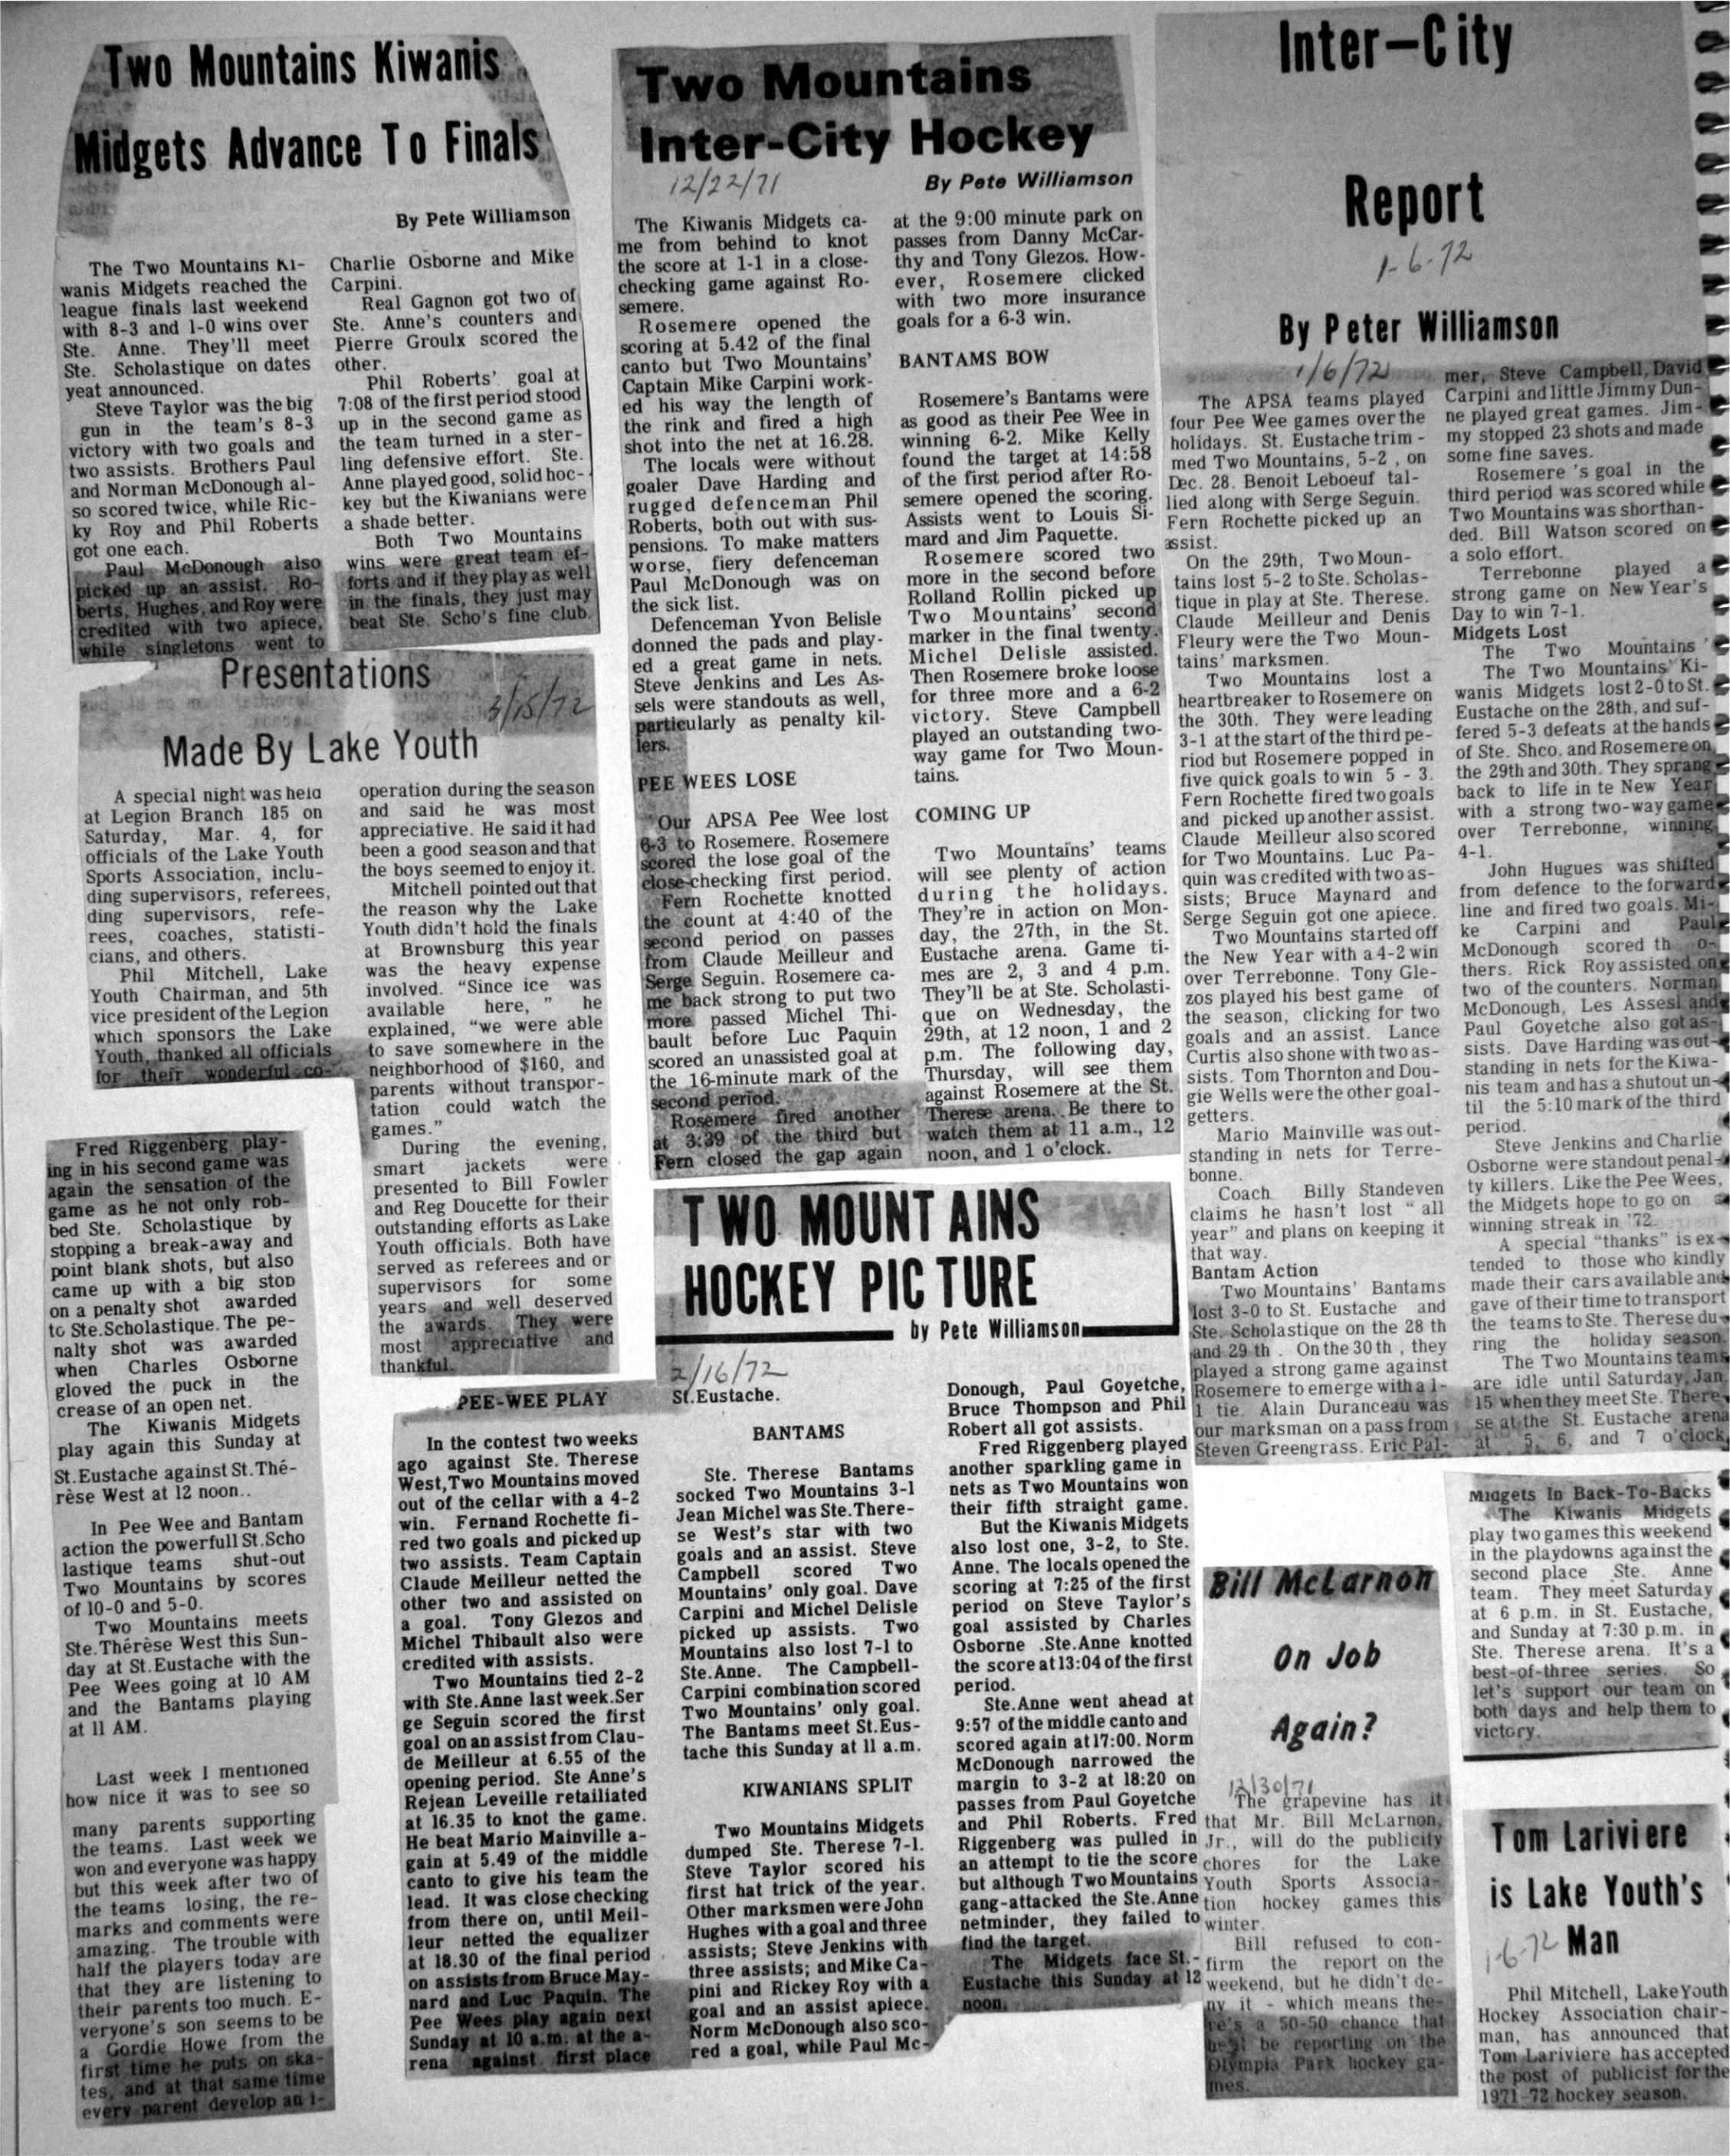 Two Mountains Kiwanis
Midgets Advance To Finals
By Pete Williamson
The Two Mountains Ki-
wanis Midgets reached the
league finals last weekend
with 8-3 and 1-0 wins over
Ste. Anne. They'll meet
Ste. Scholastique on dates
yeat announced.
Steve Taylor was the big
gun in the team's 8-3
victory with two goals and
two assists. Brothers Paul
and Norman McDonough al-
so scored twice, while Ric-
ky Roy and Phil Roberts
got one each.
Paul McDonough also
picked up an assist. Ro-
berts, Hughes, and Roy were
credited with two apiece,
while singletons went to
Charlie Osborne and Mike
Carpini.
Real Gagnon got two of
Ste. Anne's counters and
Pierre Groulx scored the
other.
Phil Roberts' goal at
7:08 of the first period stood
up in the second game as
the team turned in a ster-
ling defensive effort. Ste.
Anne played good, solid hoc-
key but the Kiwanians were
a shade better.
Both Two Mountains
wins were great team ef-
forts and if they play as well
in the finals, they just may
beat Ste. Scho's fine club.
Presentations
3/15/72
Made By Lake Youth
A special night was held
at Legion Branch 185 on
Saturday, Mar. 4, for
officials of the Lake Youth
Sports Association, inclu-
ding supervisors, referees,
ding supervisors, refe-
rees, coaches, statisti-
cians, and others.
Phil Mitchell, Lake
Youth Chairman, and 5th
vice president of the Legion
which sponsors the Lake
Youth, thanked all officials
for their wonderful co-
operation during the season
and said he was most
appreciative. He said it had
been a good season and that
the boys seemed to enjoy it.
Mitchell pointed out that
the reason why the Lake
Youth didn't hold the finals
at Brownsburg this year
was the heavy expense
involved. "Since ice was
available here, " he
explained, "we were able
to save somewhere in the
neighborhood of $160, and
parents without transpor-
tation could watch the
games."
During the evening,
smart jackets were
presented to Bill Fowler
and Reg Doucette for their
outstanding efforts as Lake
Youth officials. Both have
served as referees and or
supervisors for some
years and well deserved
the awards. They were
most appreciative and
thankful.
Fred Riggenberg play-
ing in his second game was
again the sensation of the
game as he not only rob-
bed Ste. Scholastique by
stopping a break-away and
point blank shots, but also
came up with a big stop
on a penalty shot awarded
to Ste.Scholastique. The pe-
nalty shot was awarded
when Charles Osborne
gloved the puck in the
crease of an open net.
The Kiwanis Midgets
play again this Sunday at
St.Eustache against St.Thé-
rèse West at 12 noon..
In Pee Wee and Bantam
action the powerfull St.Scho
lastique teams shut-out
Two Mountains by scores
of 10-0 and 5-0.
Two Mountains meets
Ste.Thérèse West this Sun-
day at St.Eustache with the
Pee Wees going at 10 AM
and the Bantams playing
at 11 AM.
Last week I mentioned
how nice it was to see so
many parents supporting
the teams. Last week we
won and everyone was happy
but this week after two of
the teams losing, the re-
marks and comments were
amazing. The trouble with
half the players today are
that they are listening to
their parents too much. E-
veryone's son seems to be
a Gordie Howe from the
first time he puts on ska-
tes, and at that same time
every parent develop an i-
Two Mountains
Inter-City Hockey
12/22/71
By Pete Williamson
The Kiwanis Midgets ca-
me from behind to knot
the score at 1-1 in a close-
checking game against Ro-
semere.
Rosemere opened the
scoring at 5.42 of the final
canto but Two Mountains'
Captain Mike Carpini work-
ed his way the length of
the rink and fired a high
shot into the net at 16.28.
The locals were without
goaler Dave Harding and
rugged defenceman Phil
Roberts, both out with sus-
pensions. To make matters
worse, fiery defenceman
Paul McDonough was on
the sick list.
Defenceman Yvon Belisle
donned the pads and play-
ed a great game in nets.
Steve Jenkins and Les As-
sels were standouts as well,
particularly as penalty kil-
lers.
PEE WEES LOSE
Our APSA Pee Wee lost
6-3 to Rosemere. Rosemere
scored the lose goal of the
close-checking first period.
Fern Rochette knotted
the count at 4:40 of the
second period on passes
from Claude Meilleur and
Serge Seguin. Rosemere ca-
me back strong to put two
more passed Michel Thi-
bault before Luc Paquin
scored an unassisted goal at
the 16-minute mark of the
second period.
Rosemere fired another
at 3:39 of the third but
Fern closed the gap again
at the 9:00 minute park on
passes from Danny McCar-
thy and Tony Glezos. How-
ever, Rosemere clicked
with two more insurance
goals for a 6-3 win.
BANTAMS BOW
Rosemere's Bantams were
as good as their Pee Wee in
winning 6-2. Mike Kelly
found the target at 14:58
of the first period after Ro-
semere opened the scoring.
Assists went to Louis Si-
mard and Jim Paquette.
Rosemere scored two
more in the second before
Rolland Rollin picked up
Two Mountains' second
marker in the final twenty.
Michel Delisle assisted.
Then Rosemere broke loose
for three more and a 6-2
victory. Steve Campbell
played an outstanding two-
way game for Two Moun-
tains.
COMING UP
Two Mountains' teams
will see plenty of action
during the holidays.
They're in action on Mon-
day, the 27th, in the St.
Eustache arena. Game ti-
mes are 2, 3 and 4 p.m.
They'll be at Ste. Scholasti-
que on Wednesday, the
29th, at 12 noon, 1 and 2
p.m. The following day,
Thursday, will see them
against Rosemere at the St.
Therese arena. Be there to
watch them at 11 a.m., 12
noon, and 1 o'clock.
TWO MOUNTAINS
HOCKEY PICTURE
by Pete Williamson
2/16/72
PEE-WEE PLAY
In the contest two weeks
ago against Ste. Therese
West,Two Mountains moved
out of the cellar with a 4-2
win. Fernand Rochette fi-
red two goals and picked up
two assists. Team Captain
Claude Meilleur netted the
other two and assisted on
a goal. Tony Glezos and
Michel Thibault also were
credited with assists.
Two Mountains tied 2-2
with Ste.Anne last week.Ser
ge Seguin scored the first
goal on an assist from Clau-
de Meilleur at 6.55 of the
opening period. Ste Anne's
Rejean Leveille retailiated
at 16.35 to knot the game.
He beat Mario Mainville a-
gain at 5.49 of the middle
canto to give his team the
lead. It was close checking
from there on, until Meil-
leur netted the equalizer
at 18.30 of the final period
on assists from Bruce May-
nard and Luc Paquin. The
Pee Wees play again next
Sunday at 10 a.m. at the a-
rena against first place
St.Eustache.
BANTAMS
Ste. Therese Bantams
socked Two Mountains 3-1
Jean Michel was Ste.There-
se West's star with two
goals and an assist. Steve
Campbell scored Two
Mountains' only goal. Dave
Carpini and Michel Delisle
picked up assists. Two
Mountains also lost 7-1 to
Ste.Anne. The Campbell-
Carpini combination scored
Two Mountains' only goal.
The Bantams meet St.Eus-
tache this Sunday at 11 a.m.
KIWANIANS SPLIT
Two Mountains Midgets
dumped Ste. Therese 7-1.
Steve Taylor scored his
first hat trick of the year.
Other marksmen were John
Hughes with a goal and three
assists; Steve Jenkins with
three assists; and Mike Ca-
pini and Rickey Roy with a
goal and an assist apiece.
Norm McDonough also sco-
red a goal, while Paul Mc-
Donough, Paul Goyetche,
Bruce Thompson and Phil
Robert all got assists.
Fred Riggenberg played
another sparkling game in
nets as Two Mountains won
their fifth straight game.
But the Kiwanis Midgets
also lost one, 3-2, to Ste.
Anne. The locals opened the
scoring at 7:25 of the first
period on Steve Taylor's
goal assisted by Charles
Osborne .Ste.Anne knotted
the score at 13:04 of the first
period.
Ste.Anne went ahead at
9:57 of the middle canto and
scored again at 17:00. Norm
McDonough narrowed the
margin to 3-2 at 18:20 on
passes from Paul Goyetche
and Phil Roberts. Fred
Riggenberg was pulled in
an attempt to tie the score
but although Two Mountains
gang-attacked the Ste.Anne
netminder, they failed to
find the target.
The Midgets face St.-
Eustache this Sunday at 12
noon.
Inter-City
Report
1-6-72
By Peter Williamson
1/6/72
The APSA teams played
four Pee Wee games over the
holidays. St. Eustache trim -
med Two Mountains, 5-2 , on
Dec. 28. Benoit Leboeuf tal-
lied along with Serge Seguin.
Fern Rochette picked up an
assist.
On the 29th, Two Moun-
tains lost 5-2 to Ste. Scholas-
tique in play at Ste. Therese.
Claude Meilleur and Denis
Fleury were the Two Moun-
tains' marksmen.
Two Mountains lost a
heartbreaker to Rosemere on
the 30th. They were leading
3-1 at the start of the third pe-
riod but Rosemere popped in
five quick goals to win 5 - 3.
Fern Rochette fired two goals
and picked up another assist.
Claude Meilleur also scored
for Two Mountains. Luc Pa-
quin was credited with two as-
sists; Bruce Maynard and
Serge Seguin got one apiece.
Two Mountains started off
the New Year with a 4-2 win
over Terrebonne. Tony Gle-
zos played his best game of
the season, clicking for two
goals and an assist. Lance
Curtis also shone with two as-
sists. Tom Thornton and Dou-
gie Wells were the other goal-
getters.
Mario Mainville was out-
standing in nets for Terre-
bonne.
Coach Billy Standeven
claims he hasn't lost " all
year" and plans on keeping it
that way.
Bantam Action
Two Mountains' Bantams
lost 3-0 to St. Eustache and
Ste. Scholastique on the 28 th
and 29 th . On the 30 th , they
played a strong game against
Rosemere to emerge with a 1-
1 tie. Alain Duranceau was
our marksman on a pass from
Steven Greengrass. Eric Pal-
mer, Steve Campbell, David
Carpini and little Jimmy Dun-
ne played great games. Jim-
my stopped 23 shots and made
some fine saves.
Rosemere 's goal in the
third period was scored while
Two Mountains was shorthan-
ded. Bill Watson scored on
a solo effort.
Terrebonne played a
strong game on New Year's
Day to win 7-1.
Midgets Lost
The Two Mountains '
The Two Mountains' Ki-
wanis Midgets lost 2-0 to St.
Eustache on the 28th, and suf-
fered 5-3 defeats at the hands
of Ste. Shco. and Rosemere on
the 29th and 30th. They sprang
back to life in te New Year
with a strong two-way game
over Terrebonne, winning
4-1.
John Hugues was shifted
from defence to the forward
line and fired two goals. Mi-
ke Carpini and Paul
McDonough scored th o-
thers. Rick Roy assisted on
two of the counters. Norman
McDonough, Les Assesl and
Paul Goyetche also got as-
sists. Dave Harding was out-
standing in nets for the Kiwa-
nis team and has a shutout un-
til the 5:10 mark of the third
period.
Steve Jenkins and Charlie
Osborne were standout penal-
ty killers. Like the Pee Wees,
the Midgets hope to go on a
winning streak in '72.
A special "thanks" is ex-
tended to those who kindly
made their cars available and
gave of their time to transport
the teams to Ste. Therese du-
ring the holiday season.
The Two Mountains teams
are idle until Saturday, Jan.
15 when they meet Ste. There-
se at the St. Eustache arena
at 5, 6, and 7 o'clock
Midgets In Back-To-Backs
The Kiwanis Midgets
play two games this weekend
in the playdowns against the
second place Ste. Anne
team. They meet Saturday
at 6 p.m. in St. Eustache,
and Sunday at 7:30 p.m. in
Ste. Therese arena. It's a
best-of-three series. So
let's support our team on
both days and help them to
victory.
Bill McLarnon
On Job
Again?
12/30/71
The grapevine has it
that Mr. Bill McLarnon,
Jr., will do the publicity
chores for the Lake
Youth Sports Associa-
tion hockey games this
winter.
Bill refused to con-
firm the report on the
weekend, but he didn't de-
ny it - which means the-
re's a 50-50 chance that
he'll be reporting on the
Olympia Park hockey ga-
mes.
Tom Lariviere
is Lake Youth's
Man
1-6-72
Phil Mitchell, Lake Youth
Hockey Association chair-
man, has announced that
Tom Lariviere has accepted
the post of publicist for the
1971-72 hockey season.